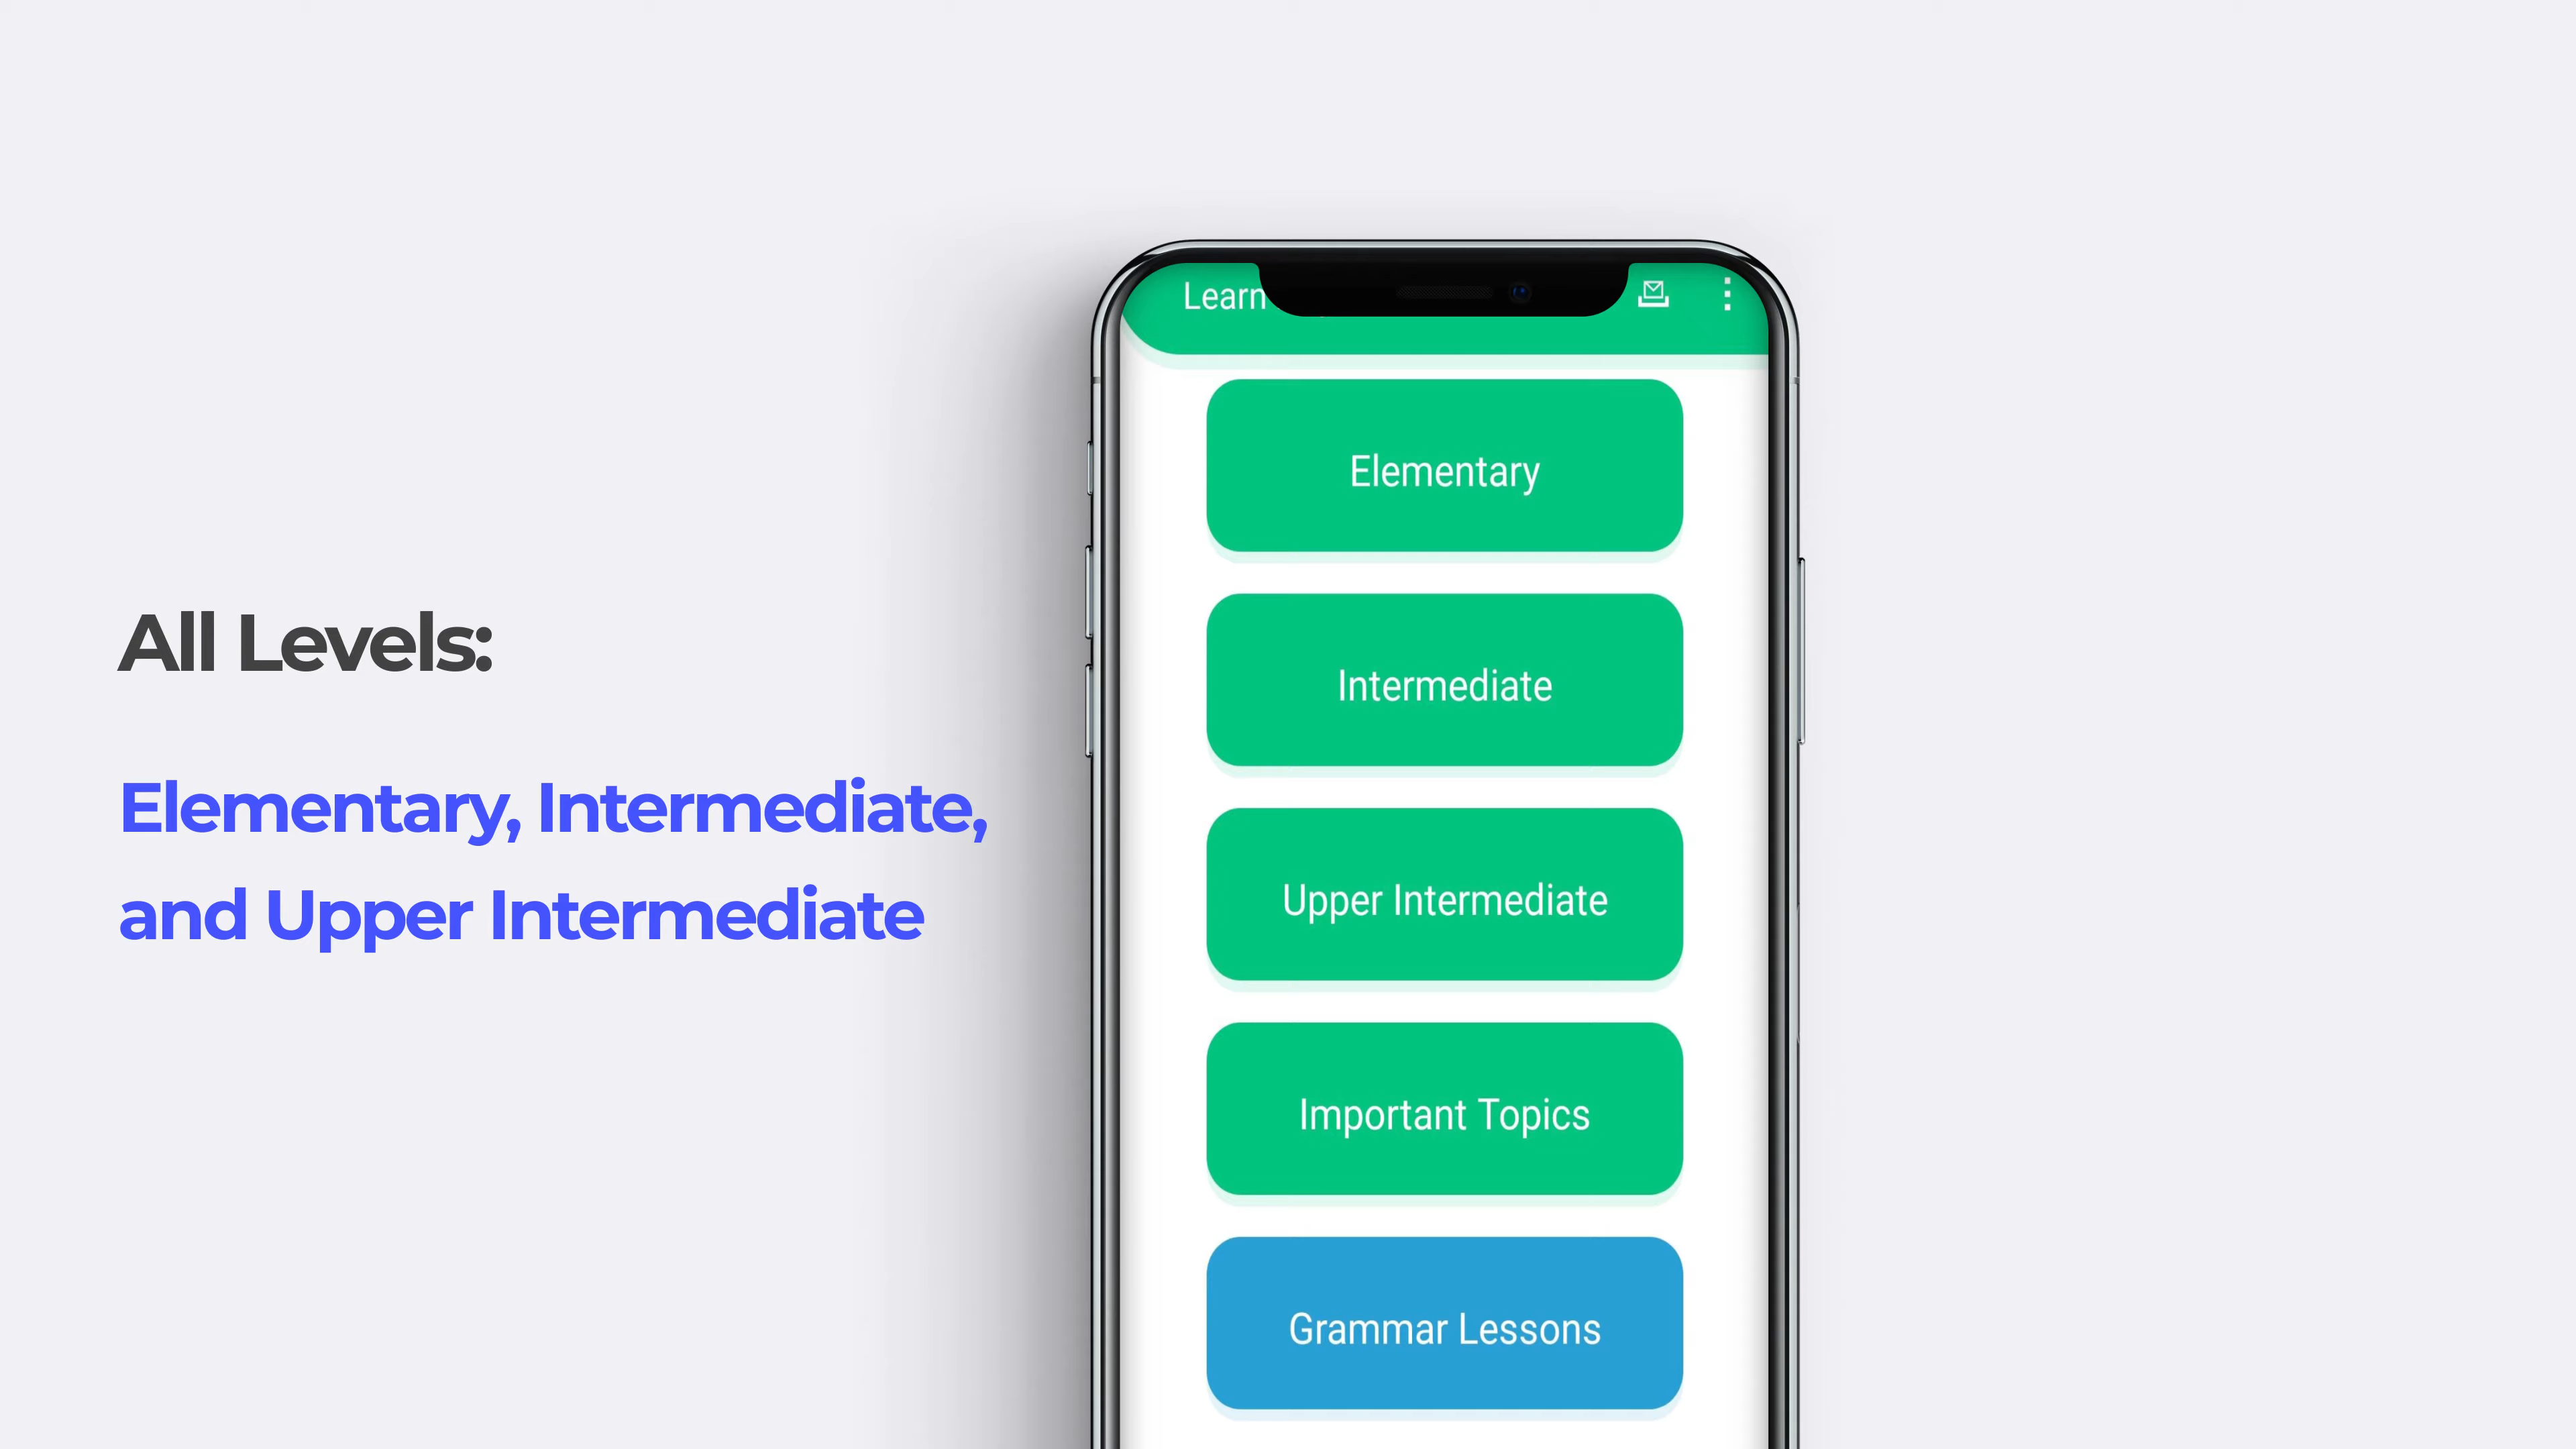 All Levels:
Elementary, Intermediate,
and Upper Intermediate
Learn
Elementary
Intermediate
Upper Intermediate
Important Topics
Grammar Lessons